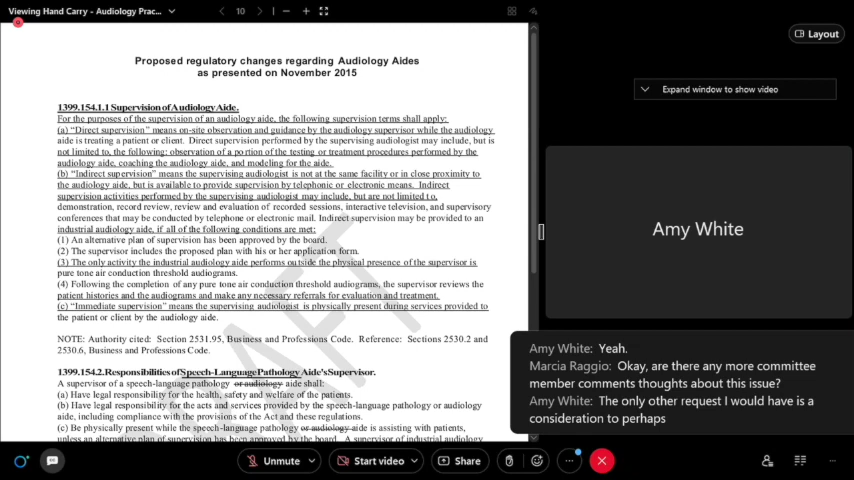 Viewing Hand Carry - Audiology Prac...
10
Layout
Expand window to show video
Proposed regulatory changes regarding Audiology Aides
as presented on November 2015
1399.154.1.1 Supervision of Audiology Aide.
For the purposes of the supervision of an audiology aide, the following supervision terms shall apply:
(a) “Direct supervision” means on-site observation and guidance by the audiology supervisor while the audiology
aide is treating a patient or client. Direct supervision performed by the supervising audiologist may include, but is
not limited to, the following: observation of a portion of the testing or treatment procedures performed by the
audiology aide, coaching the audiology aide, and modeling for the aide.
(b) “Indirect supervision” means the supervising audiologist is not at the same facility or in close proximity to
the audiology aide, but is available to provide supervision by telephonic or electronic means. Indirect
supervision activities performed by the supervising audiologist may include, but are not limited to,
demonstration, record review, review and evaluation of recorded sessions, interactive television, and supervisory
conferences that may be conducted by telephone or electronic mail. Indirect supervision may be provided to an
industrial audiology aide, if all of the following conditions are met:
(1) An alternative plan of supervision has been approved by the board.
(2) The supervisor includes the proposed plan with his or her application form.
(3) The only activity the industrial audiology aide performs outside the physical presence of the supervisor is
pure tone air conduction threshold audiograms.
(4) Following the completion of any pure tone air conduction threshold audiograms, the supervisor reviews the
patient histories and the audiograms and make any necessary referrals for evaluation and treatment.
(c) “Immediate supervision” means the supervising audiologist is physically present during services provided to
the patient or client by the audiology aide.
NOTE: Authority cited: Section 2531.95, Business and Professions Code. Reference: Sections 2530.2 and
2530.6, Business and Professions Code.
1399.154.2. Responsibilities of Speech-Language Pathology Aide's Supervisor.
A supervisor of a speech-language pathology or audiology aide shall:
(a) Have legal responsibility for the health, safety and welfare of the patients.
(b) Have legal responsibility for the acts and services provided by the speech-language pathology or audiology
aide, including compliance with the provisions of the Act and these regulations.
(c) Be physically present while the speech-language pathology or audiology aide is assisting with patients,
unless an alternative plan of supervision has been approved by the board. A supervisor of industrial audiology
DRAFT
Amy White
Amy White: Yeah.
Marcia Raggio: Okay, are there any more committee
member comments thoughts about this issue?
Amy White: The only other request I would have is a
consideration to perhaps
Unmute
Start video
Share